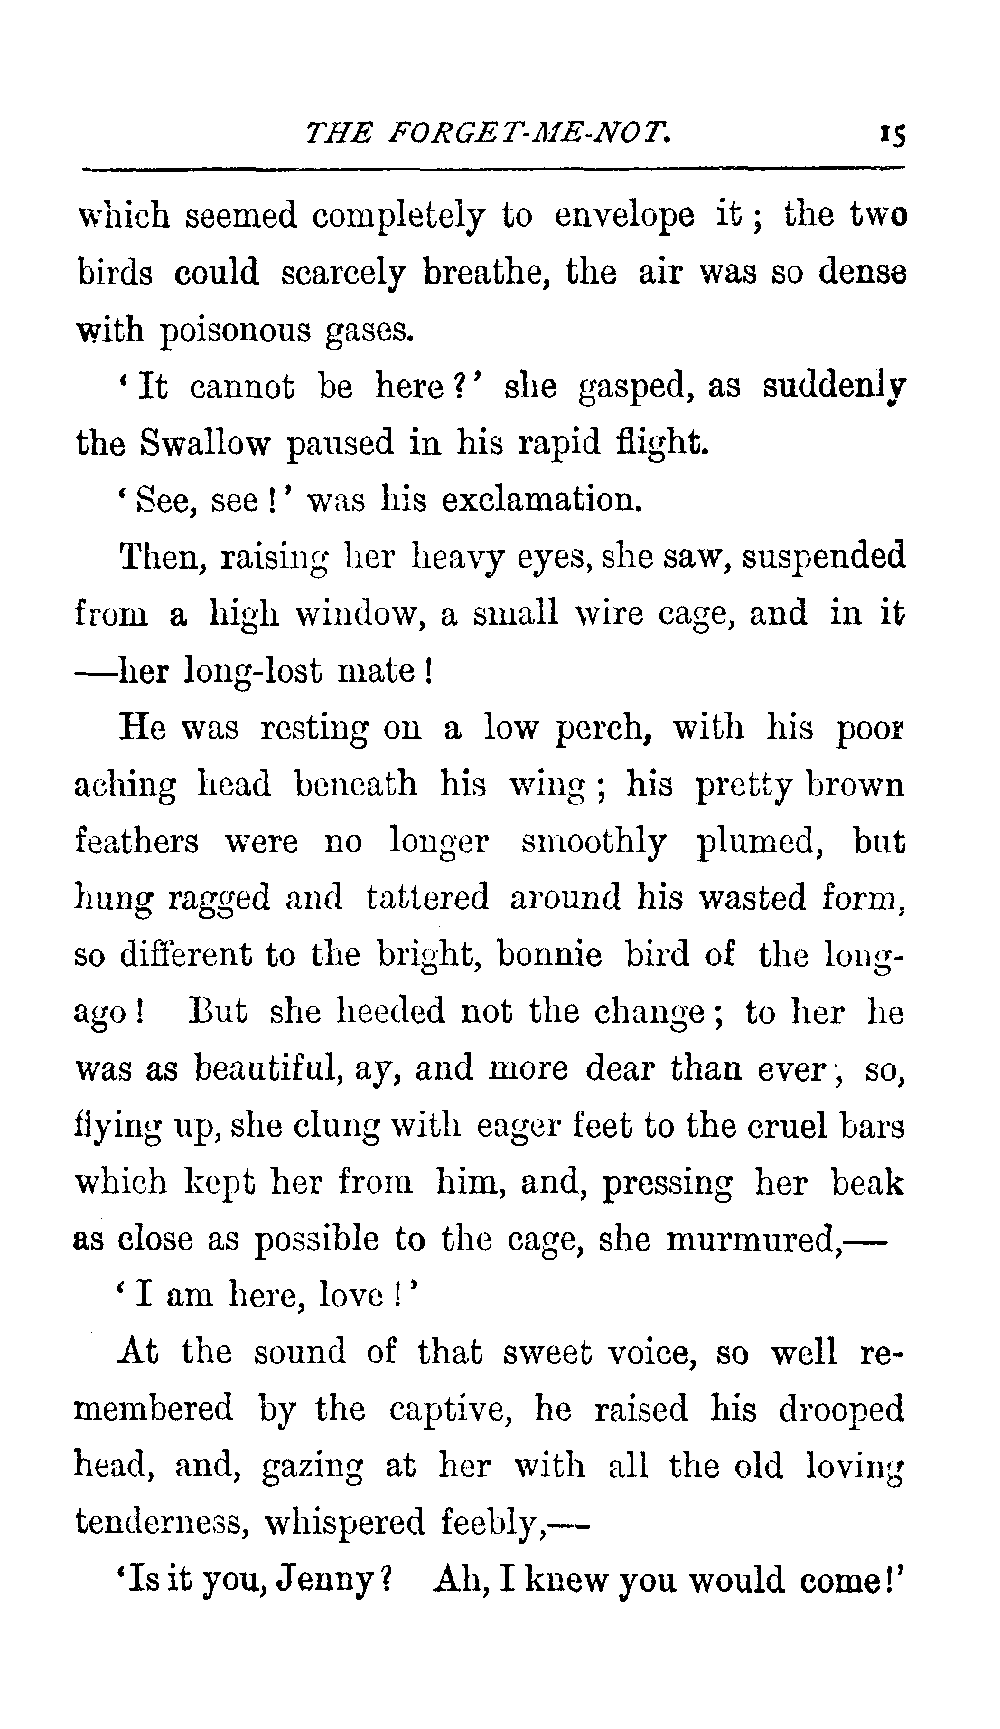 THE FORGET-ME-NOT. 15
which seemed completely to envelope it; the two
birds could scarcely breathe, the air was so dense
with poisonous gases.
‘It cannot be here?’ she gasped, as suddenly
the Swallow paused in his rapid flight.
‘See, see!’ was his exclamation.
Then, raising her heavy eyes, she saw, suspended
from a high window, a small wire cage, and in it
—her long-lost mate!
He was resting on a low perch, with his poor
aching head beneath his wing; his pretty brown
feathers were no longer smoothly plumed, but
hung ragged and tattered around his wasted form,
so different to the bright, bonnie bird of the long-
ago! But she heeded not the change; to her he
was as beautiful, ay, and more dear than ever; so,
flying up, she clung with eager feet to the cruel bars
which kept her from him, and, pressing her beak
as close as possible to the cage, she murmured,—
‘I am here, love!’
At the sound of that sweet voice, so well re-
membered by the captive, he raised his drooped
head, and, gazing at her with all the old loving
tenderness, whispered feebly,—
‘Is it you, Jenny? Ah, I knew you would come!’